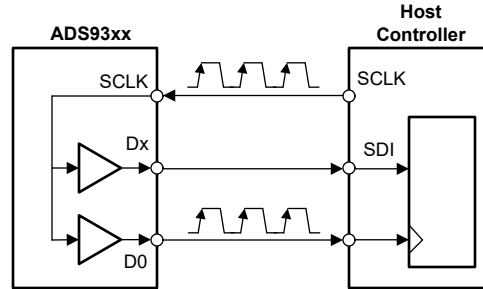 Host
Controller
ADS93xx
SCLK
SCLK
Dx
SDI
D0